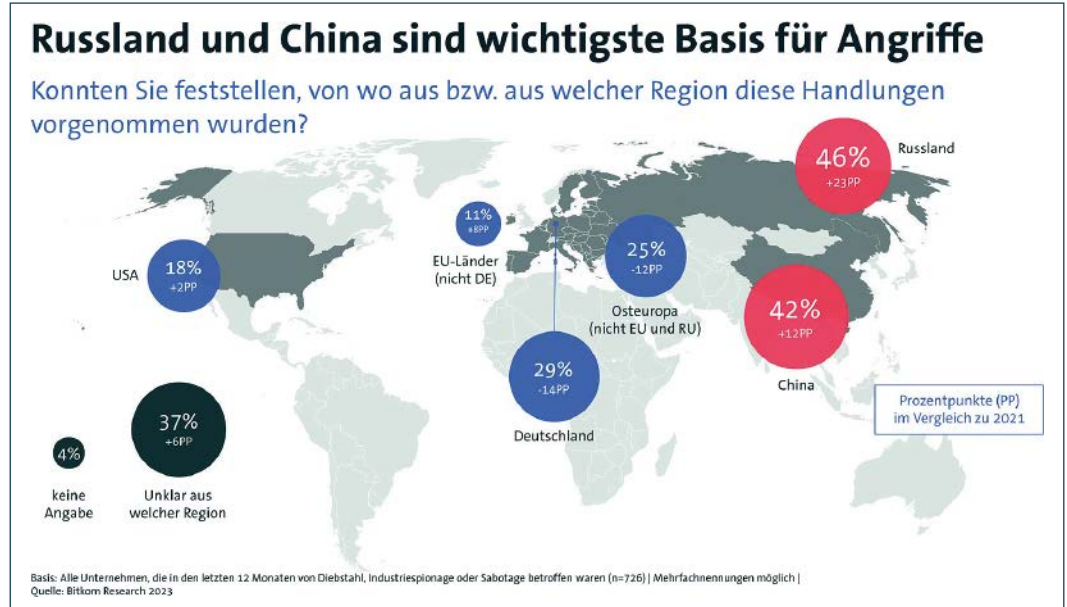 Russland und China sind wichtigste Basis für Angriffe
Konnten Sie feststellen, von wo aus bzw. aus welcher Region diese Handlungen
vorgenommen wurden?
46%
+23PP
Russland
11%
±8PP
EU-Länder
(nicht DE)
25%
-12PP
Osteuropa
(nicht EU und RU)
USA
18%
+2PP
42%
+12PP
China
29%
-14PP
Deutschland
Prozentpunkte (PP)
im Vergleich zu 2021
37%
+6PP
Unklar aus
welcher Region
4%
keine
Angabe
Basis: Alle Unternehmen, die in den letzten 12 Monaten von Diebstahl, Industriespionage oder Sabotage betroffen waren (n=726) | Mehrfachnennungen möglich |
Quelle: Bitkom Research 2023